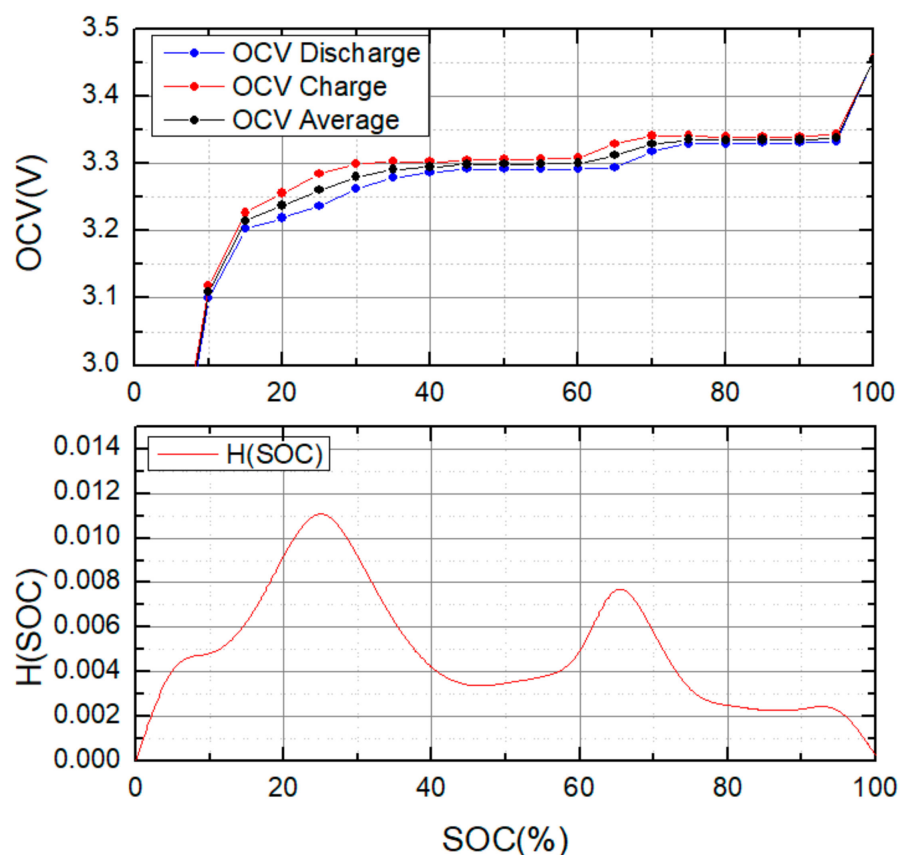 OCV(V)
3.5
3.4
3.3
3.2
3.1
3.0
OCV Discharge
OCV Charge
OCV Average
0 20 40 60 80 100
H(SOC)
0.014
0.012
0.010
0.008
0.006
0.004
0.002
0.000
H(SOC)
0 20 40 60 80 100
SOC(%)